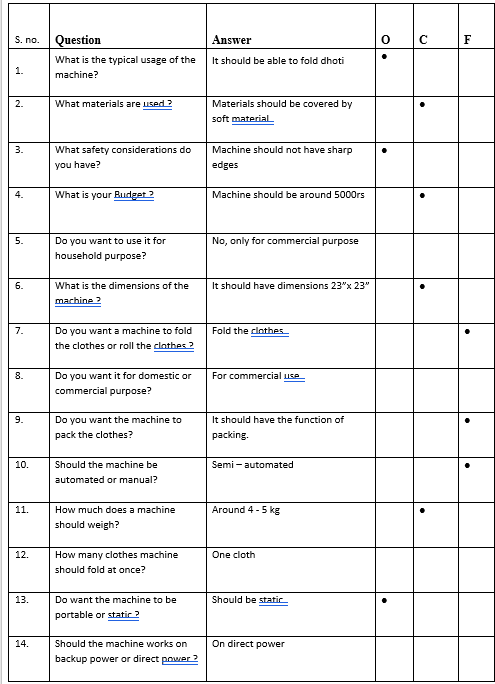 S. no. Question Answer O C F
1. What is the typical usage of the It should be able to fold dhoti •
machine?
2. What materials are used.? Materials should be covered by •
soft material..
3. What safety considerations do Machine should not have sharp •
you have? edges
4. What is your Budget.? Machine should be around 5000rs •
5. Do you want to use it for No, only for commercial purpose
household purpose?
6. What is the dimensions of the It should have dimensions 23”x 23” •
machine.?
7. Do you want a machine to fold Fold the clothes.. •
the clothes or roll the clothes.?
8. Do you want it for domestic or For commercial use..
commercial purpose?
9. Do you want the machine to It should have the function of •
pack the clothes? packing.
10. Should the machine be Semi – automated •
automated or manual?
11. How much does a machine Around 4 - 5 kg •
should weigh?
12. How many clothes machine One cloth
should fold at once?
13. Do want the machine to be Should be static.. •
portable or static.?
14. Should the machine works on On direct power
backup power or direct power.?